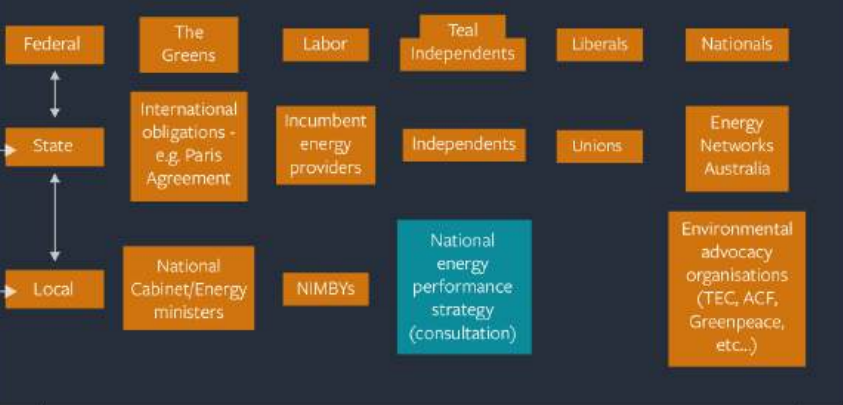 Federal
The
Greens
Labor
Teal
Independents
Liberals
Nationals
State
International
obligations -
e.g. Paris
Agreement
Incumbent
energy
providers
Independents
Unions
Energy
Networks
Australia
Local
National
Cabinet/Energy
ministers
NIMBYs
National
energy
performance
strategy
(consultation)
Environmental
advocacy
organisations
(TEC, ACF,
Greenpeace,
etc...)